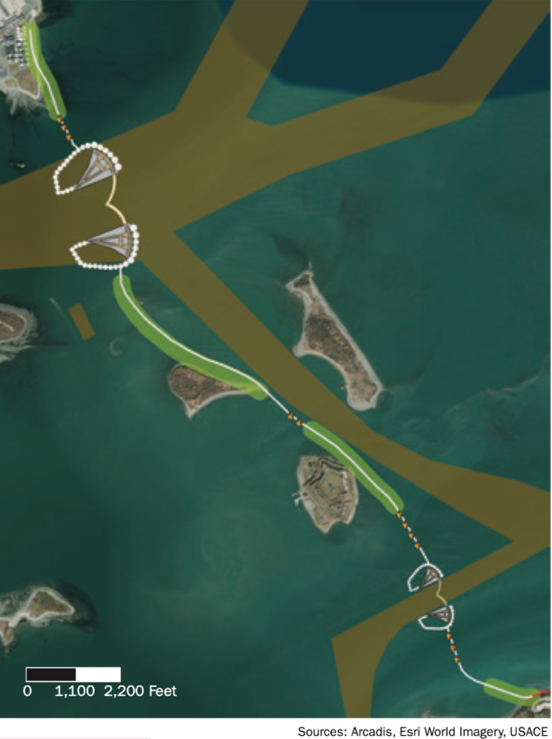 0 1,100 2,200 Feet
Sources: Arcadis, Esri World Imagery, USACE